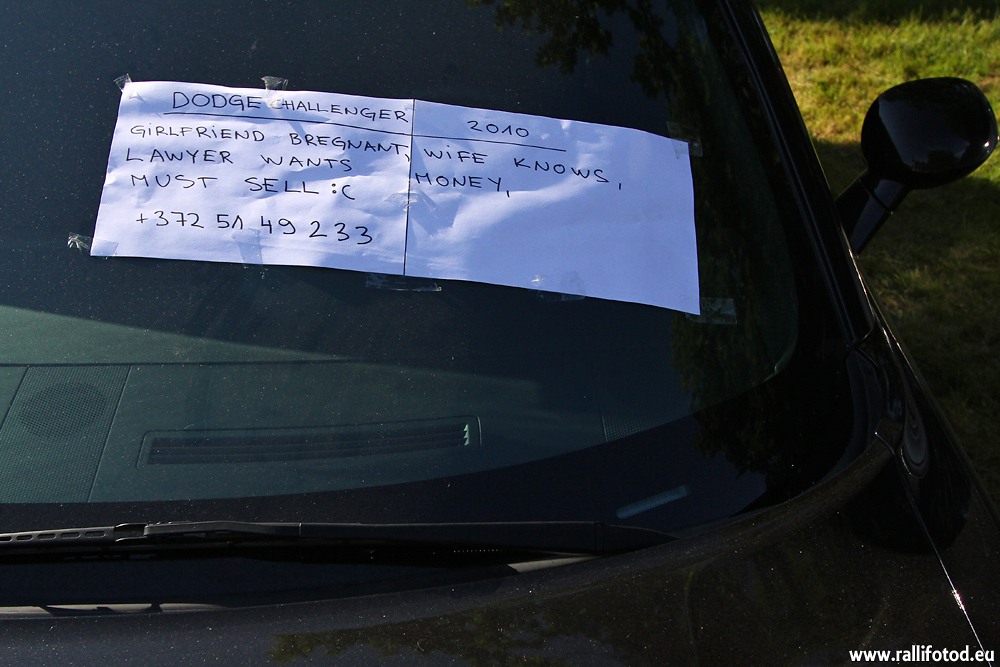 DODGE CHALLENGER 2010
GIRLFRIEND BREGNANT, WIFE KNOWS,
LAWYER WANTS MONEY,
MUST SELL :C
+372 51 49 233
www.rallifotod.eu